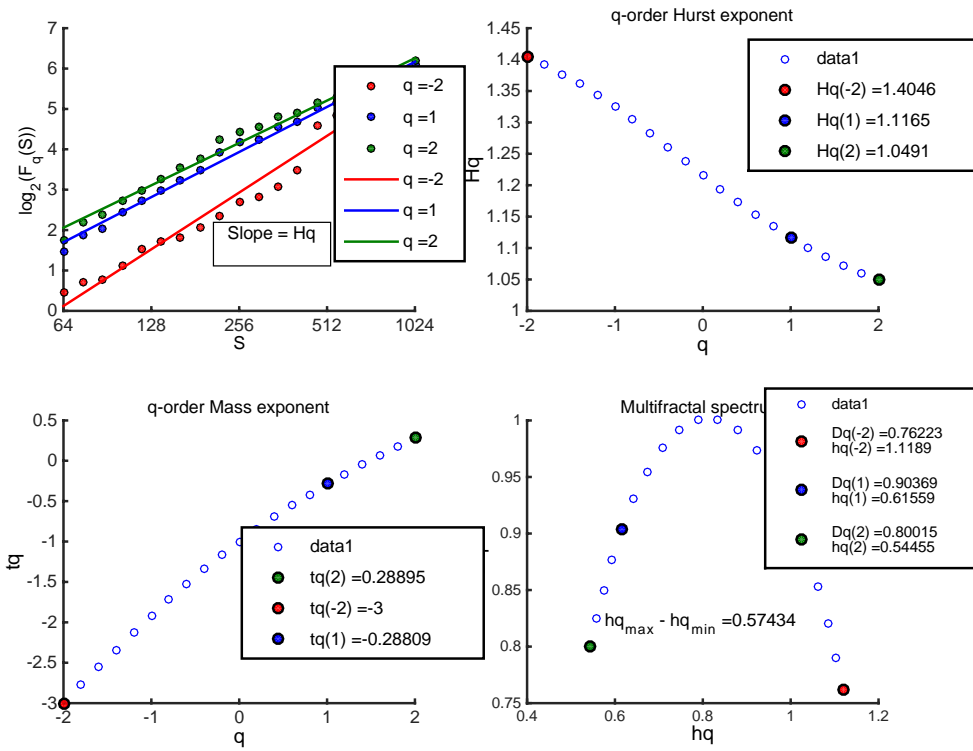 7
6
5
4
3
2
1
0
log2(Fq(S))
64
128
256
512
1024
S
q =-2
q =1
q =2
q =-2
q =1
q =2
Slope = Hq
q-order Hurst exponent
1.45
1.4
1.35
1.3
1.25
1.2
1.15
1.1
1.05
1
Hq
-2
-1
0
1
2
q
data1
Hq(-2) =1.4046
Hq(1) =1.1165
Hq(2) =1.0491
q-order Mass exponent
0.5
0
-0.5
-1
-1.5
-2
-2.5
-3
tq
-2
-1
0
1
2
q
data1
tq(2) =0.28895
tq(-2) =-3
tq(1) =-0.28809
Multifractal spectru
1
0.95
0.9
0.85
0.8
0.75
0.4
0.6
0.8
1
1.2
hq
data1
Dq(-2) =0.76223
hq(-2) =1.1189
Dq(1) =0.90369
hq(1) =0.61559
Dq(2) =0.80015
hq(2) =0.54455
hqmax - hqmin =0.57434